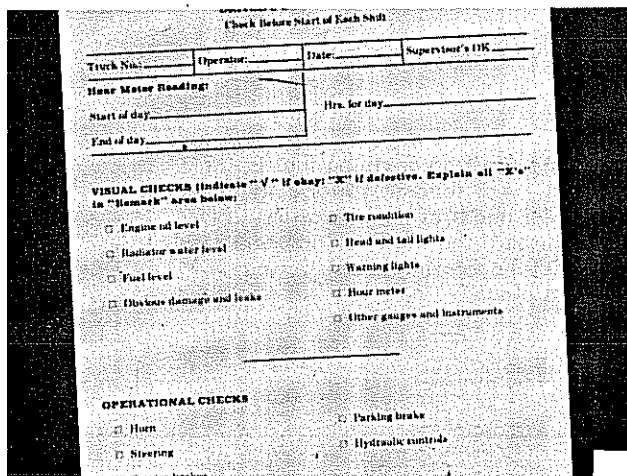 Check Before Start of Each Shift
Truck No.: Operator: Date: Supervisor's OK
Hour Meter Reading:
Start of day Hrs. for day
End of day
VISUAL CHECKS (Indicate "√" if okay; "X" if defective. Explain all "X's"
in "Remark" area below:
□ Engine oil level □ Tire condition
□ Radiator water level □ Head and tail lights
□ Fuel level □ Warning lights
□ Obvious damage and leaks □ Hour meter
□ Other gauges and instruments
OPERATIONAL CHECKS
□ Horn □ Parking brake
□ Steering □ Hydraulic controls